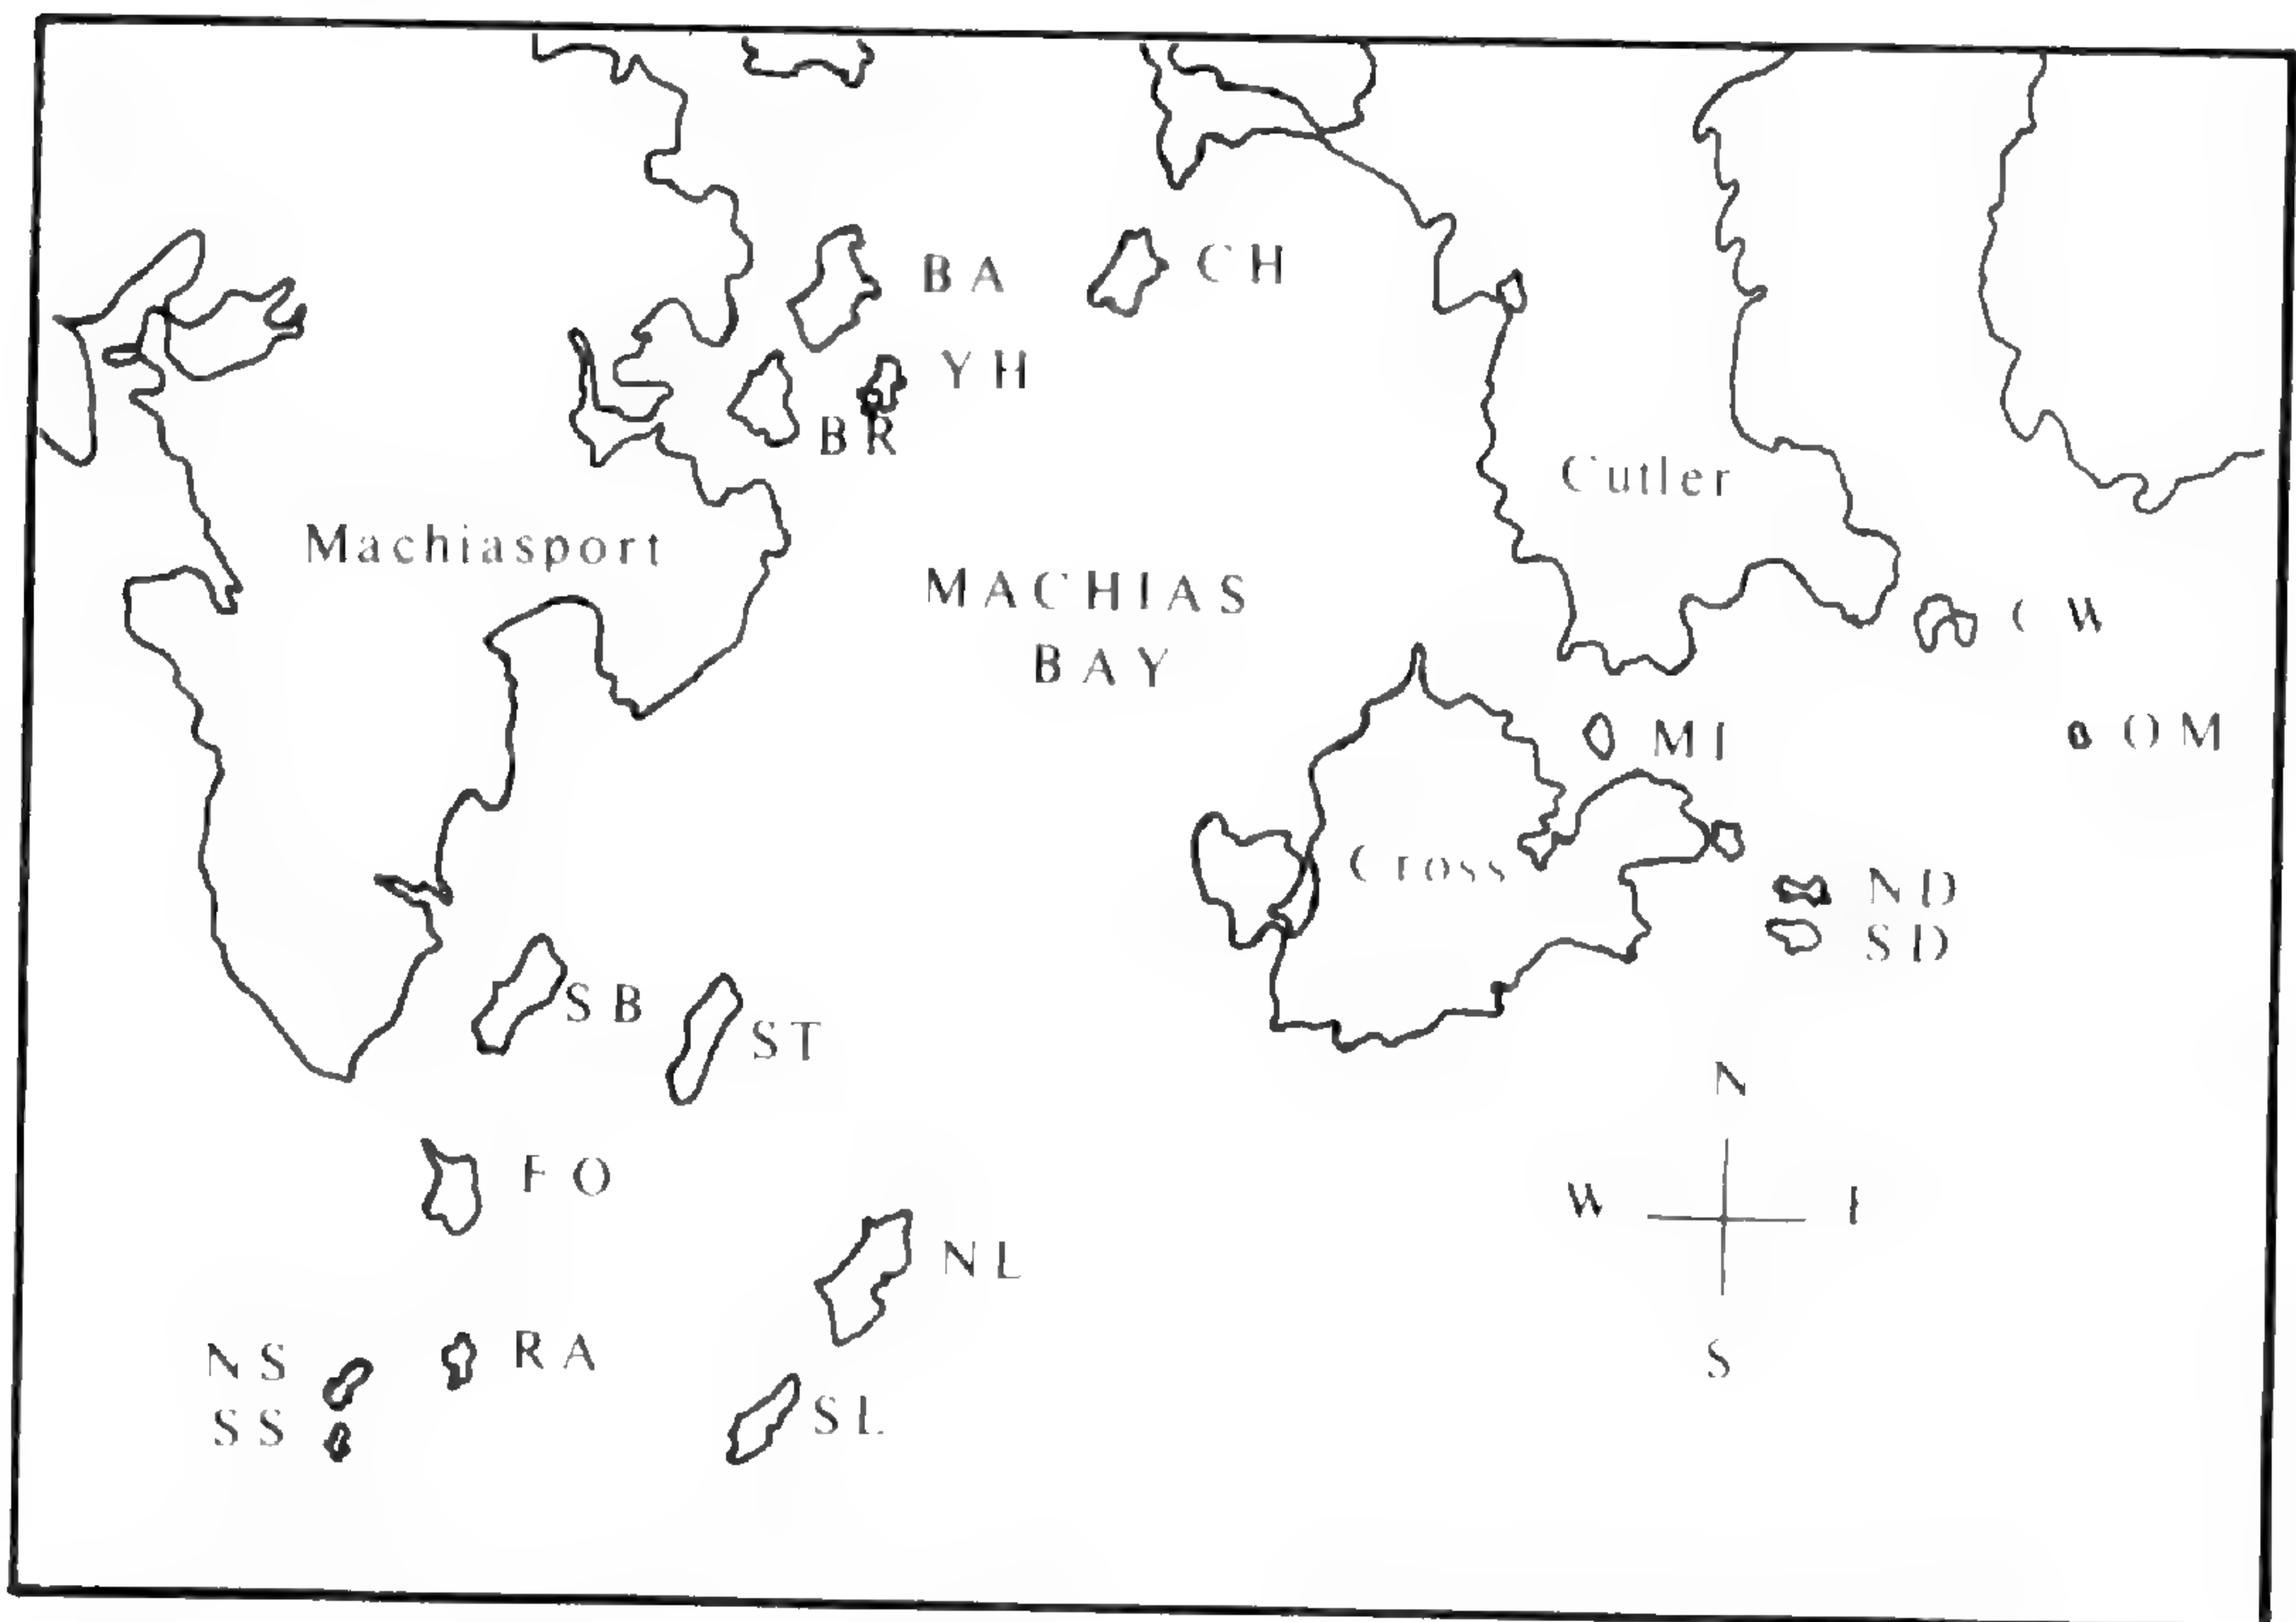 BA
CH
YH
BR
Cutler
Machiasport
MACHIAS
BAY
CW
MI
OM
Cross
ND
SD
SB
ST
N
FO
W
E
NL
NS
RA
S
SS
SL